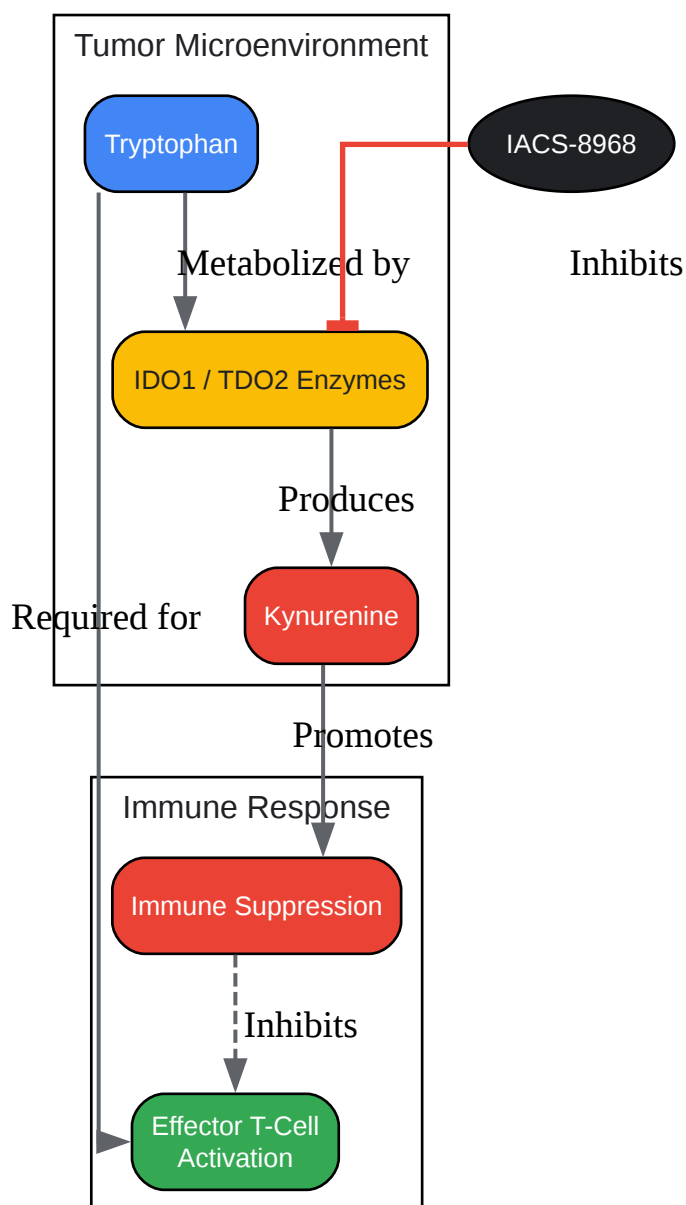 Tumor Microenvironment
Tryptophan
IACS-8968
Metabolized by
Inhibits
IDO1 / TDO2 Enzymes
Produces
Required for
Kynurenine
Promotes
Immune Response
Immune Suppression
Inhibits
Effector T-Cell
Activation